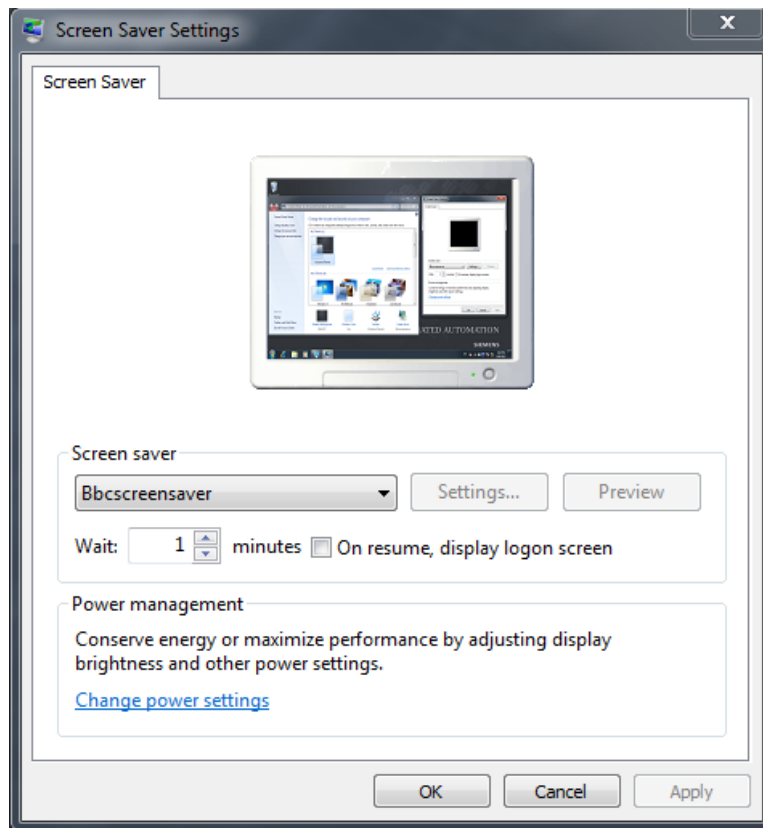 Screen Saver Settings
x
Screen Saver
ATED AUTOMATION
SIEMENS
Screen saver
Bbcscreensaver
Settings...
Preview
Wait: 1 minutes On resume, display logon screen
Power management
Conserve energy or maximize performance by adjusting display
brightness and other power settings.
Change power settings
OK
Cancel
Apply